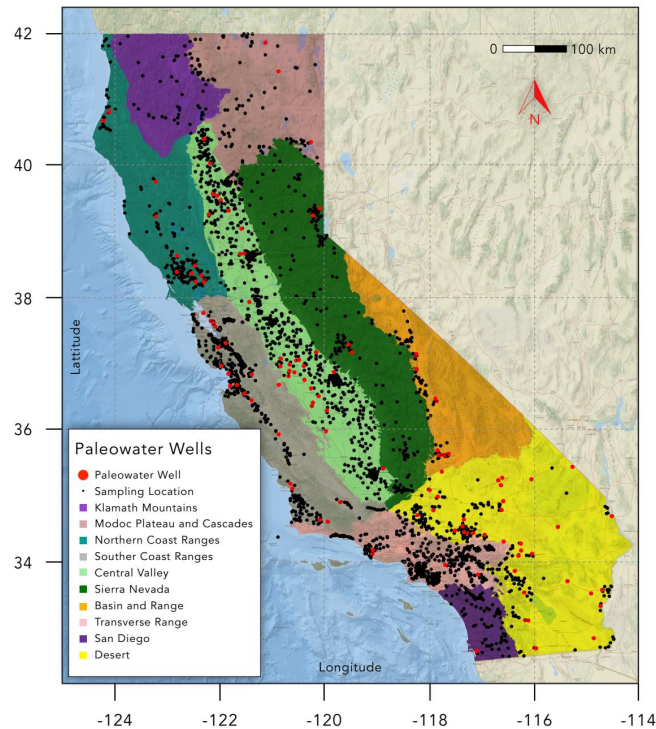 42
40
38
36
34
Lattitude
0 100 km
N
Paleowater Wells
Paleowater Well
Sampling Location
Klamath Mountains
Modoc Plateau and Cascades
Northern Coast Ranges
Souther Coast Ranges
Central Valley
Sierra Nevada
Basin and Range
Transverse Range
San Diego
Desert
Longitude
-124 -122 -120 -118 -116 -114